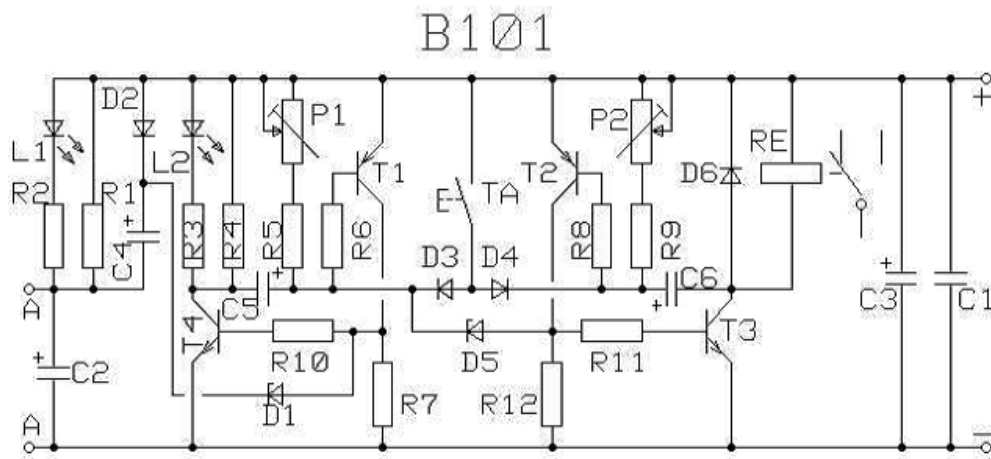 B101
D2 P1 P2 +
L1 L2 T1 TA T2 D6 RE
R2 R1 C4 R3 R4 R5 R6 R8 R9
D3 D4 C6
A C5 T4 T3 C3 C1
R10 D5 R11
C2 D1 R7 R12
A -